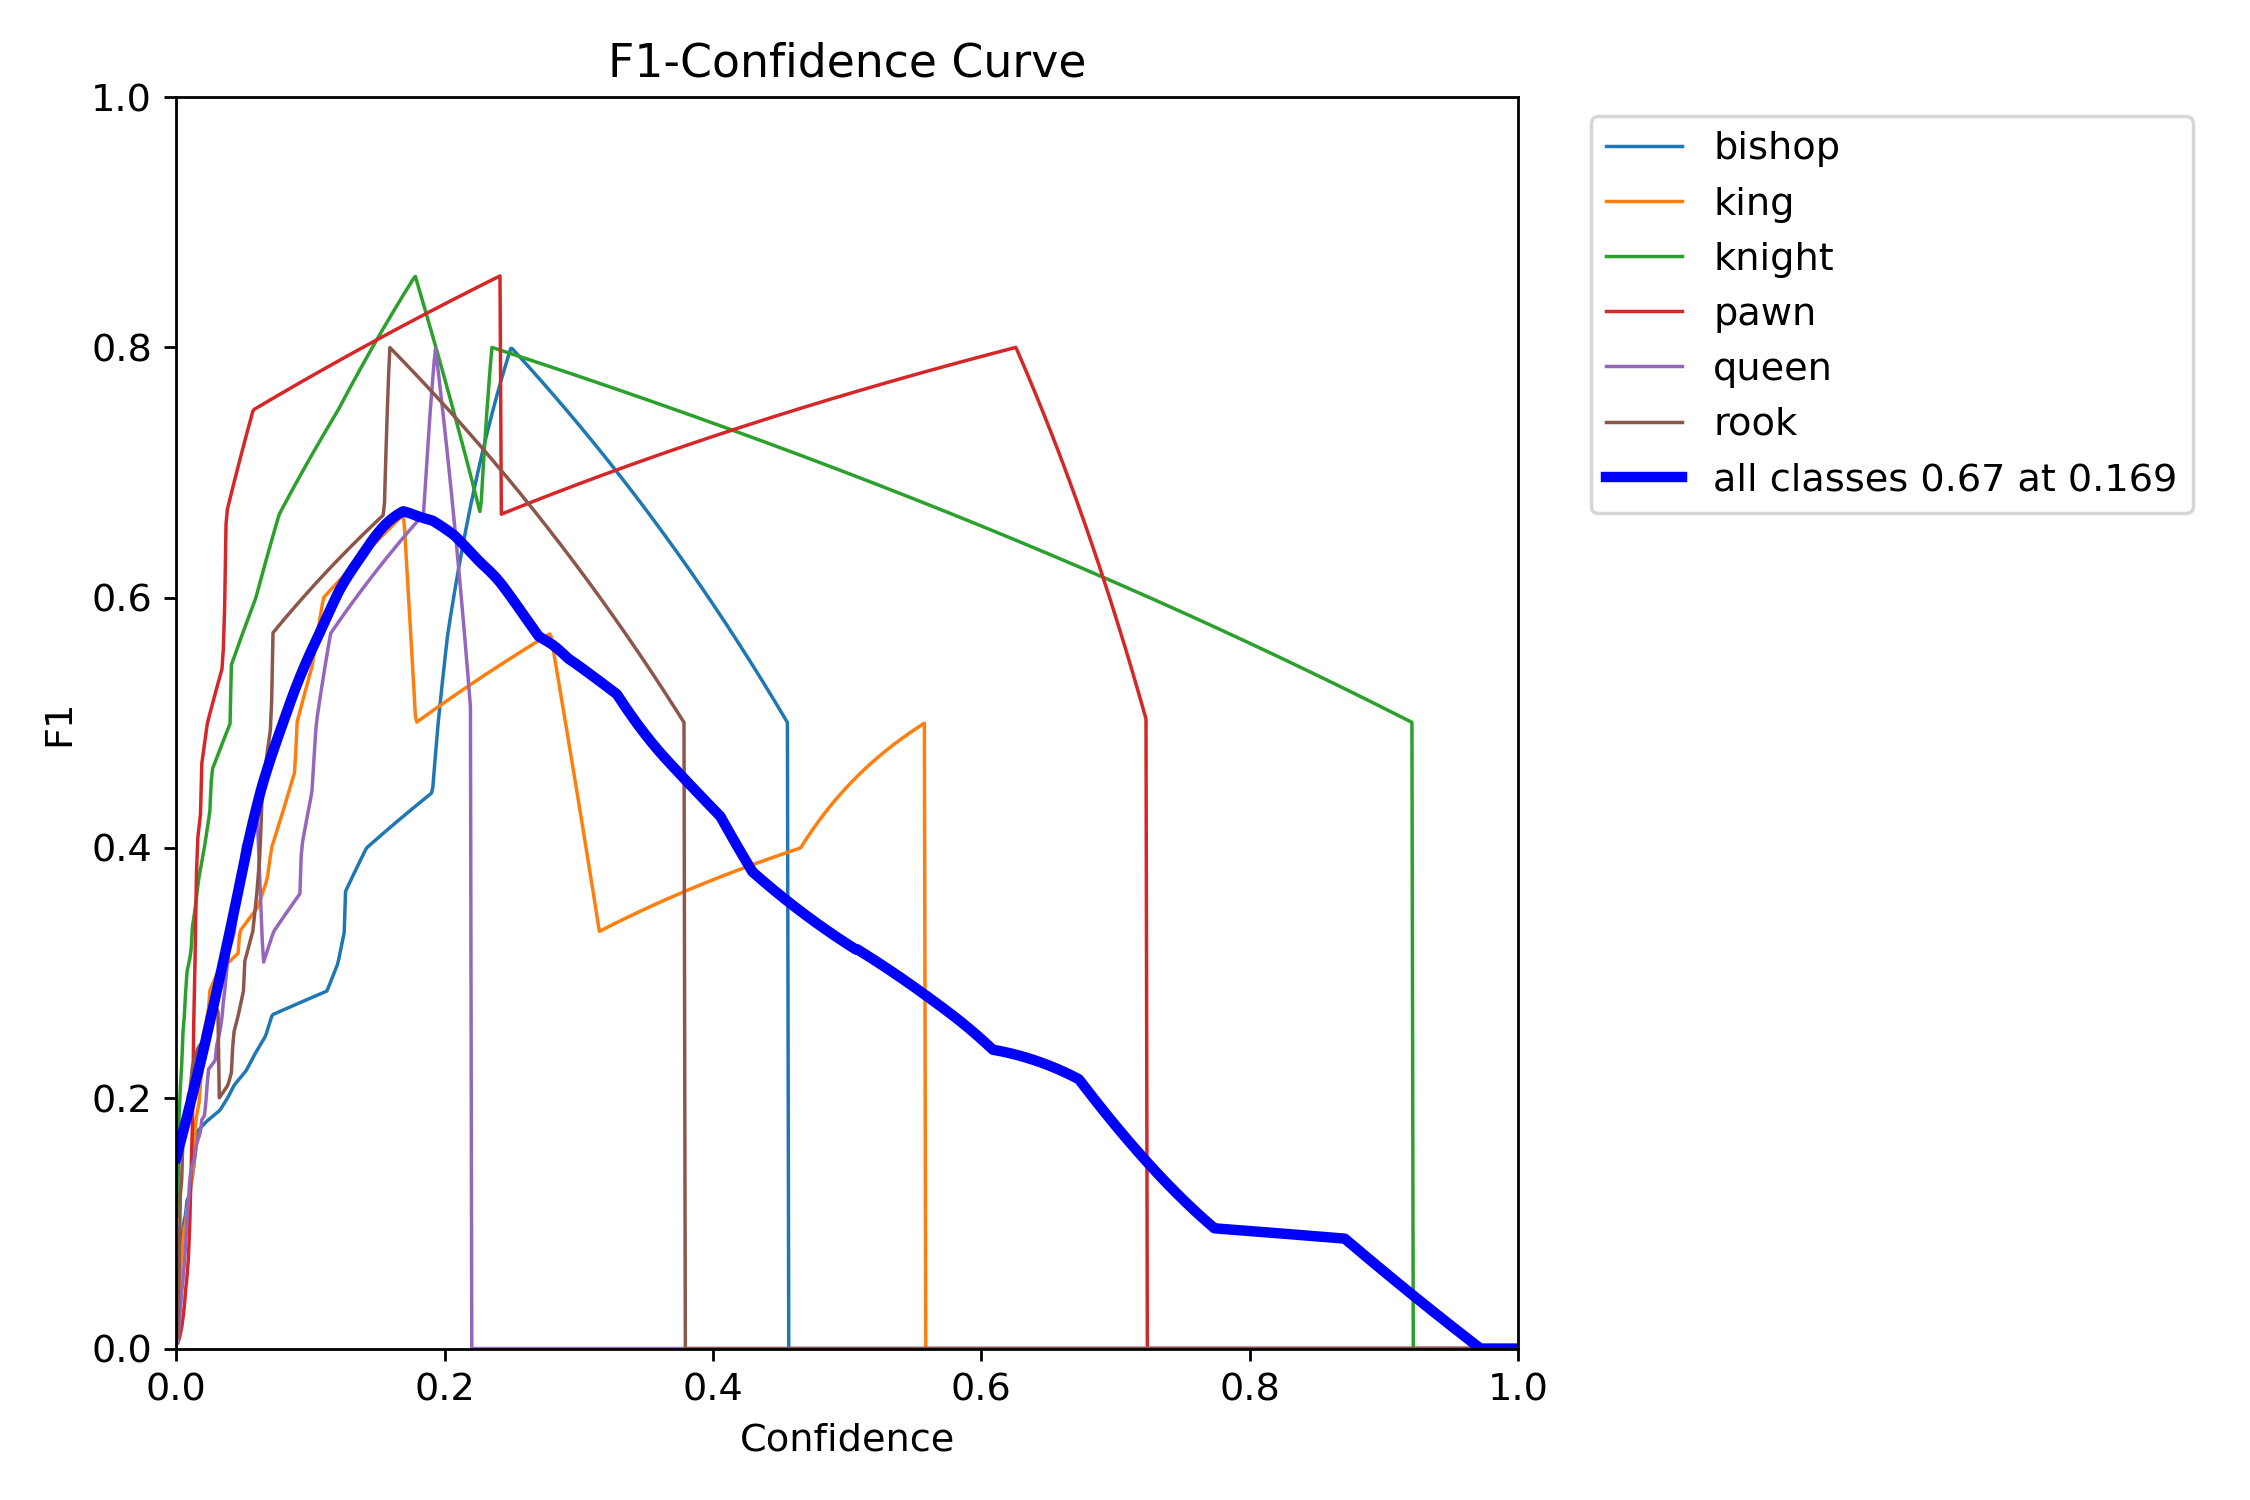 F1-Confidence Curve
1.0
0.8
0.6
0.4
0.2
0.0
F1
0.0 0.2 0.4 0.6 0.8 1.0
Confidence
bishop
king
knight
pawn
queen
rook
all classes 0.67 at 0.169